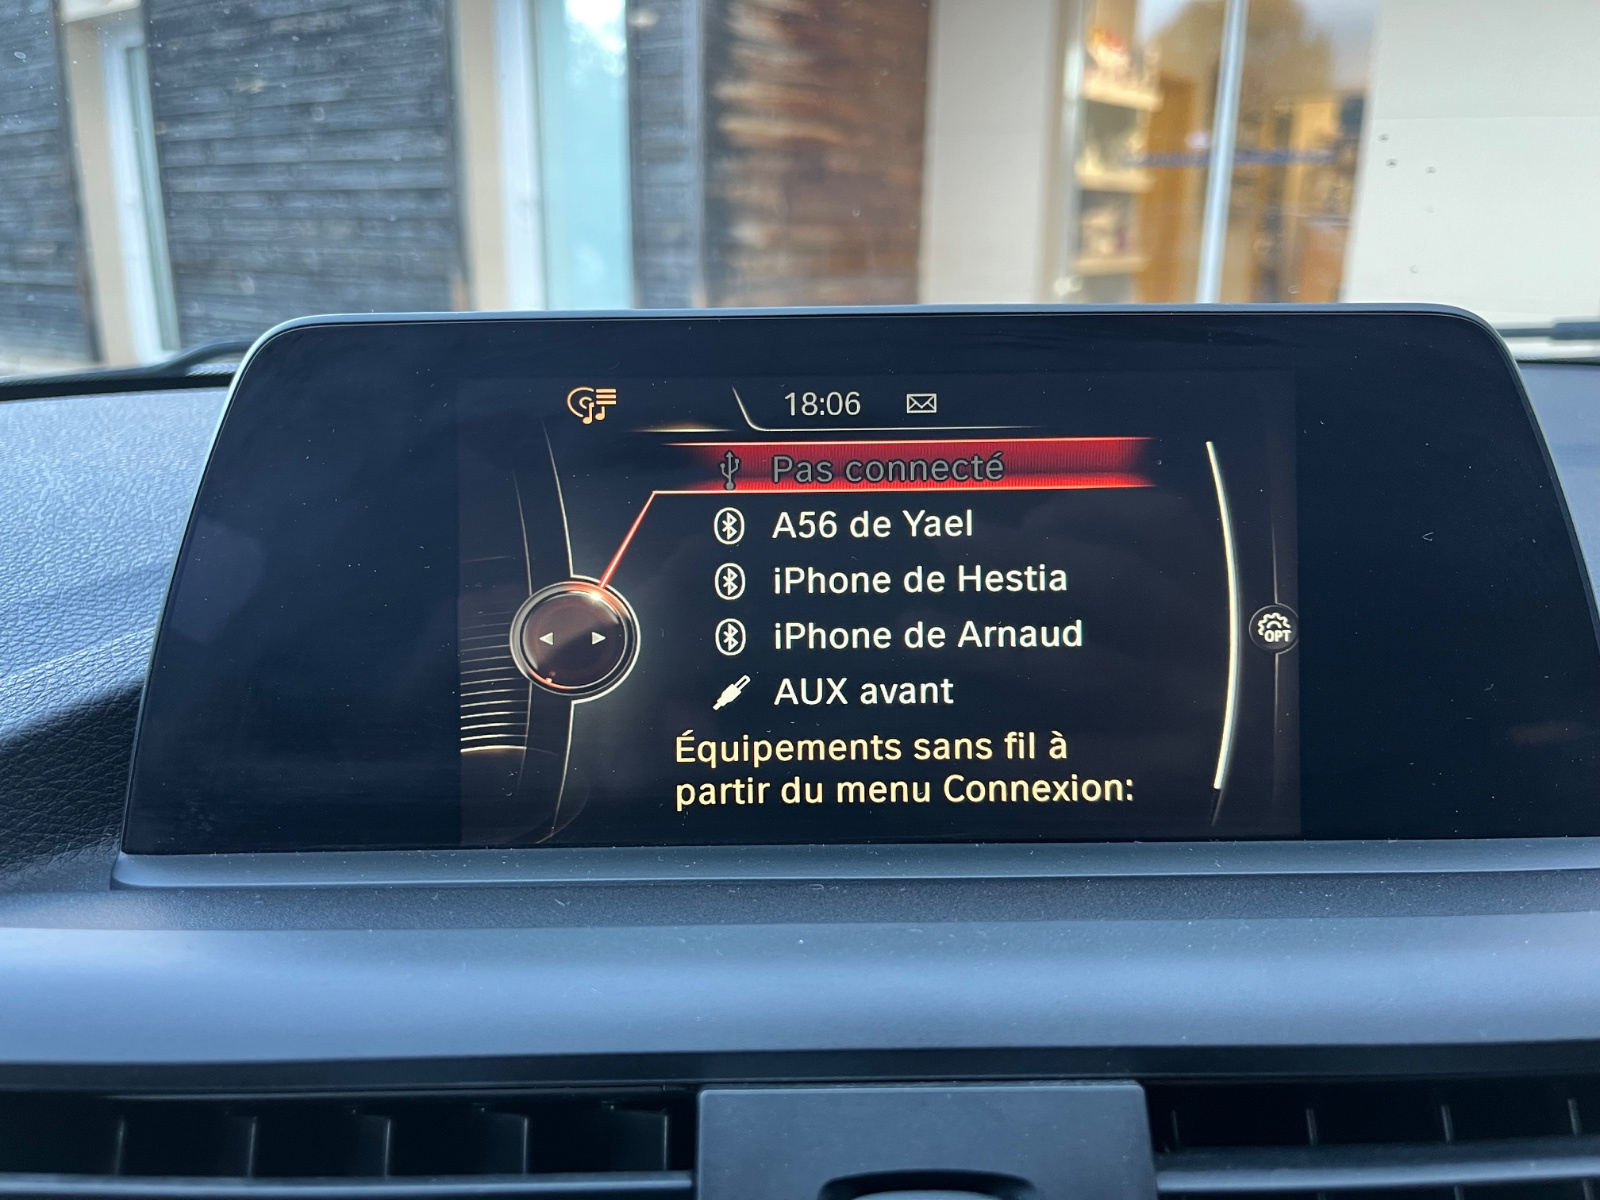 18:06
Pas connecté
A56 de Yael
iPhone de Hestia
iPhone de Arnaud
AUX avant
OPT
Équipements sans fil à
partir du menu Connexion: